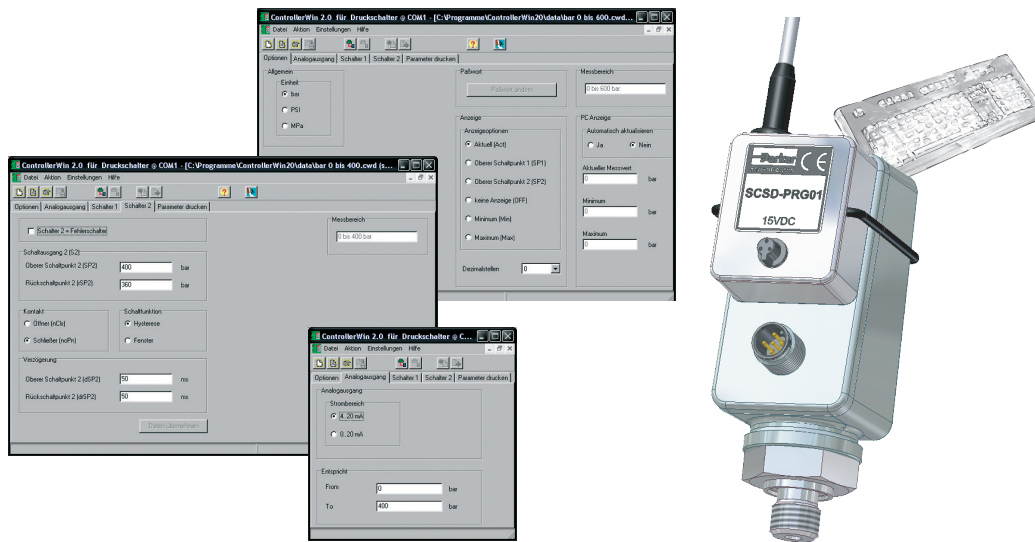 ControllerWin 2.0 für Druckschalter @ COM1 - [C:\Programme\ControllerWin20\data\bar 0 bis 600.cwd...
Datei Aktion Einstellungen Hilfe
Optionen Analogausgang Schalter 1 Schalter 2 Parameter drucken
Allgemein
Einheit
bar
PSI
MPa
Paßwort
Paßwort ändern
Messbereich
0 bis 600 bar
Anzeige
Anzeigeoptionen
Aktuell (Act)
Oberer Schaltpunkt 1 (SP1)
Oberer Schaltpunkt 2 (SP2)
keine Anzeige (OFF)
Minimum (Min)
Maximum (Max)
Dezimalstellen 0
PC Anzeige
Automatisch aktualisieren
Ja Nein
Aktueller Messwert
0 bar
Minimum
0 bar
Maximum
0 bar
ControllerWin 2.0 für Druckschalter @ COM1 - [C:\Programme\ControllerWin20\data\bar 0 bis 400.cwd (s...
Datei Aktion Einstellungen Hilfe
Optionen Analogausgang Schalter 1 Schalter 2 Parameter drucken
Schalter 2 = Fehlerschalter
Messbereich
0 bis 400 bar
Schaltausgang 2 (S2)
Oberer Schaltpunkt 2 (SP2) 400 bar
Rückschaltpunkt 2 (rSP2) 360 bar
Kontakt
Öffner (nCls)
Schließer (noPn)
Schaltfunktion
Hysterese
Fenster
Verzögerung
Oberer Schaltpunkt 2 (dSP2) 50 ms
Rückschaltpunkt 2 (drSP2) 50 ms
Daten übernehmen
ControllerWin 2.0 für Druckschalter @ C...
Datei Aktion Einstellungen Hilfe
Optionen Analogausgang Schalter 1 Schalter 2 Parameter drucken
Analogausgang
Strombereich
4..20 mA
0..20 mA
Entspricht
From 0 bar
To 400 bar
Parker CE
SCSD-PRG01
15VDC